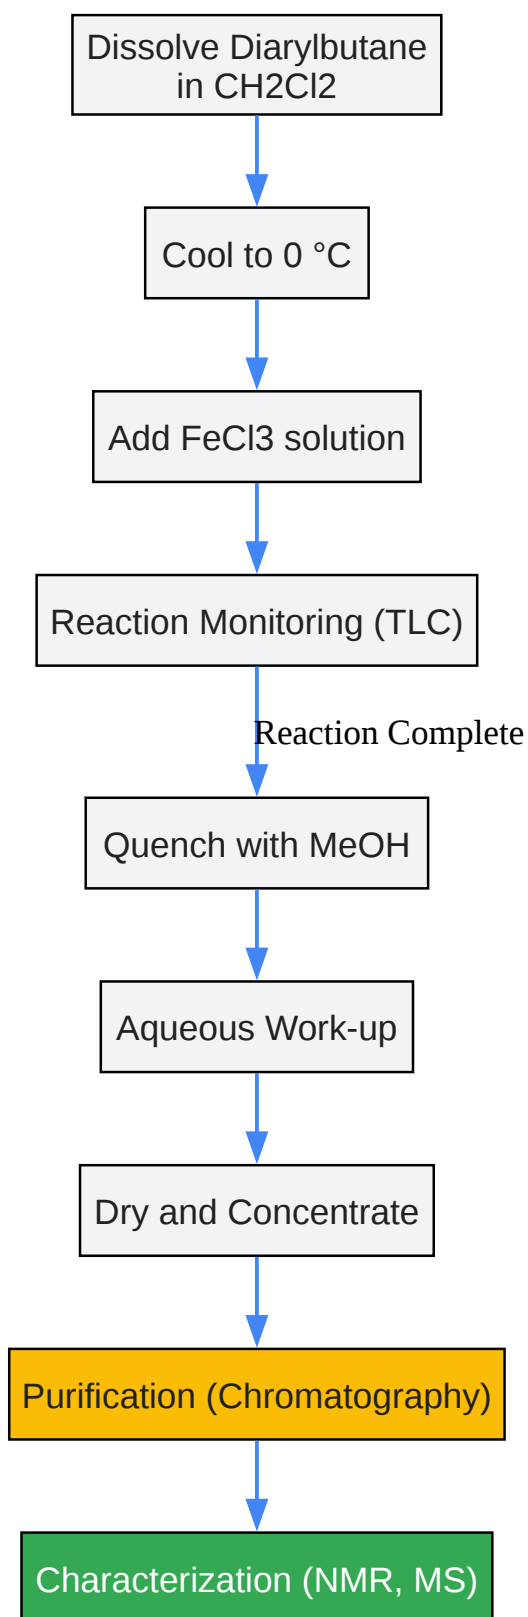 Dissolve Diarylbutane
in CH2Cl2
Cool to 0 °C
Add FeCl3 solution
Reaction Monitoring (TLC)
Reaction Complete
Quench with MeOH
Aqueous Work-up
Dry and Concentrate
Purification (Chromatography)
Characterization (NMR, MS)